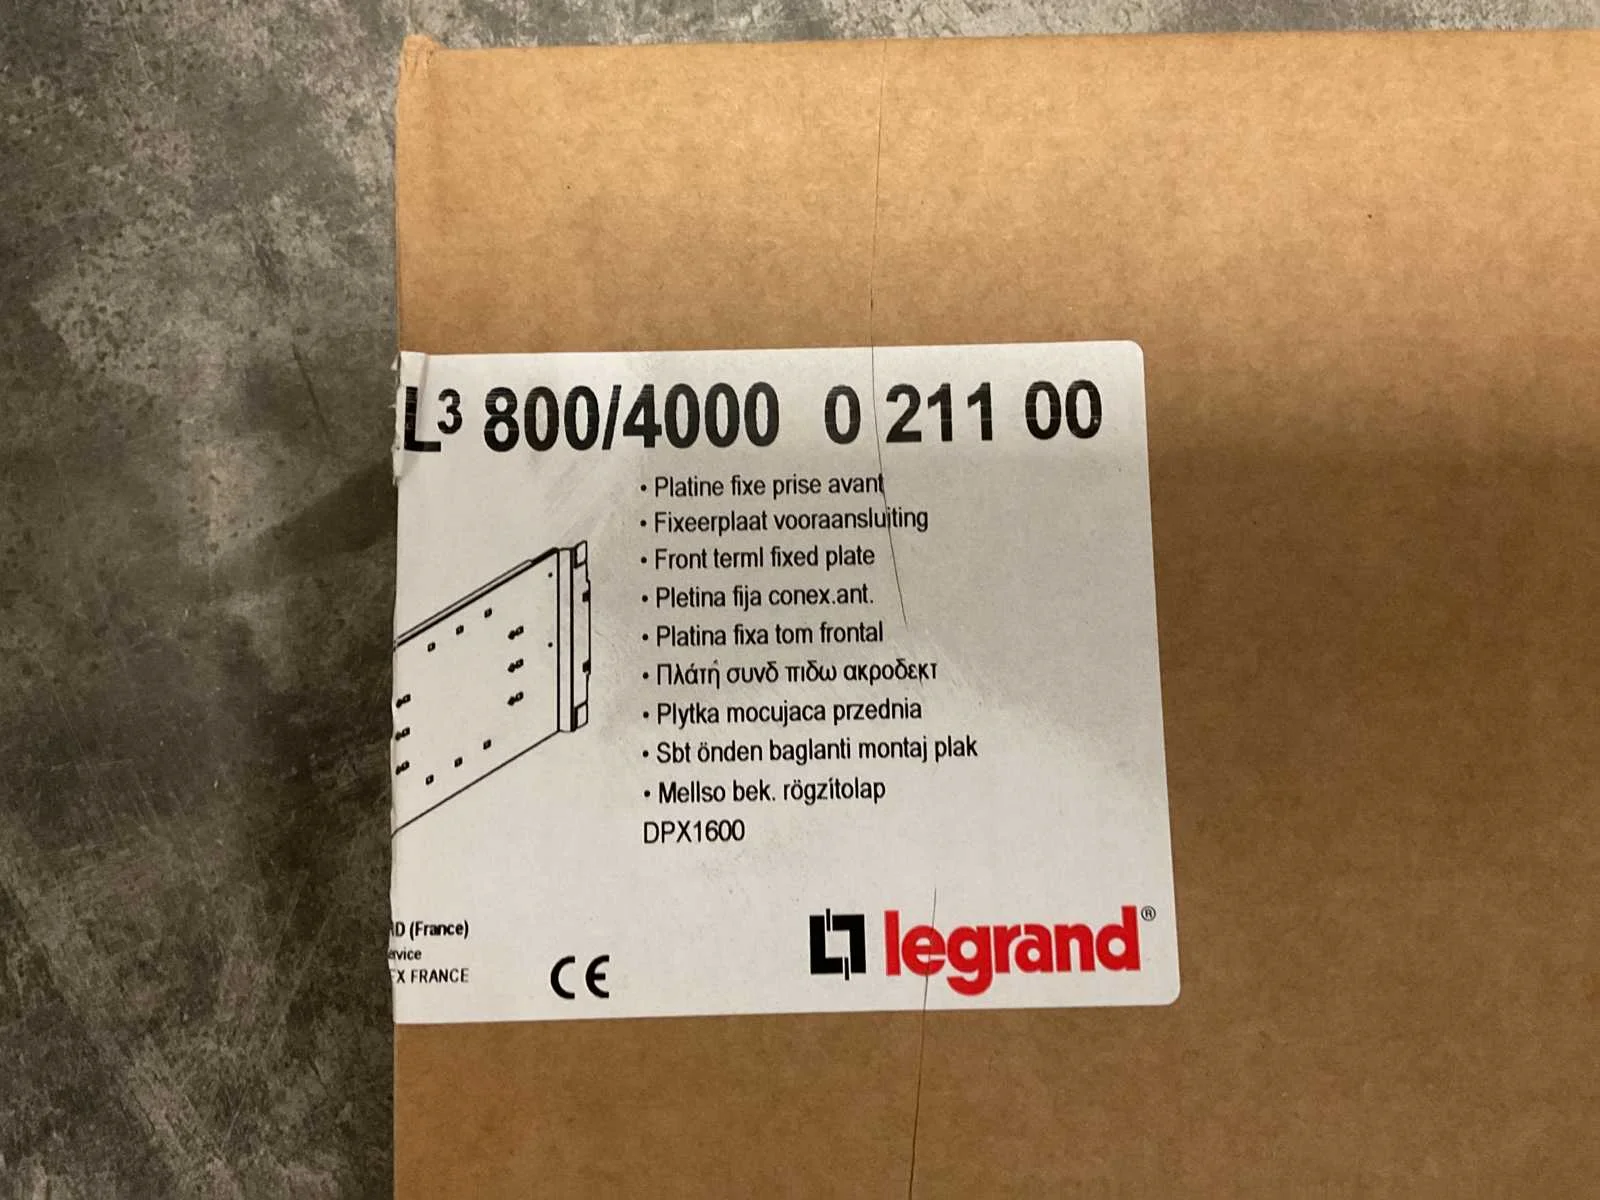 L³ 800/4000 0 211 00
• Platine fixe prise avant
• Fixeerplaat vooraansluiting
• Front terml fixed plate
• Pletina fija conex.ant.
• Platina fixa tom frontal
• Πλάτή συνδ πιδω ακροδεκτ
• Plytka mocujaca przednia
• Sbt önden baglanti montaj plak
• Mellso bek. rögzítolap
DPX1600
D (France)
vice
X FRANCE
CE
legrand®